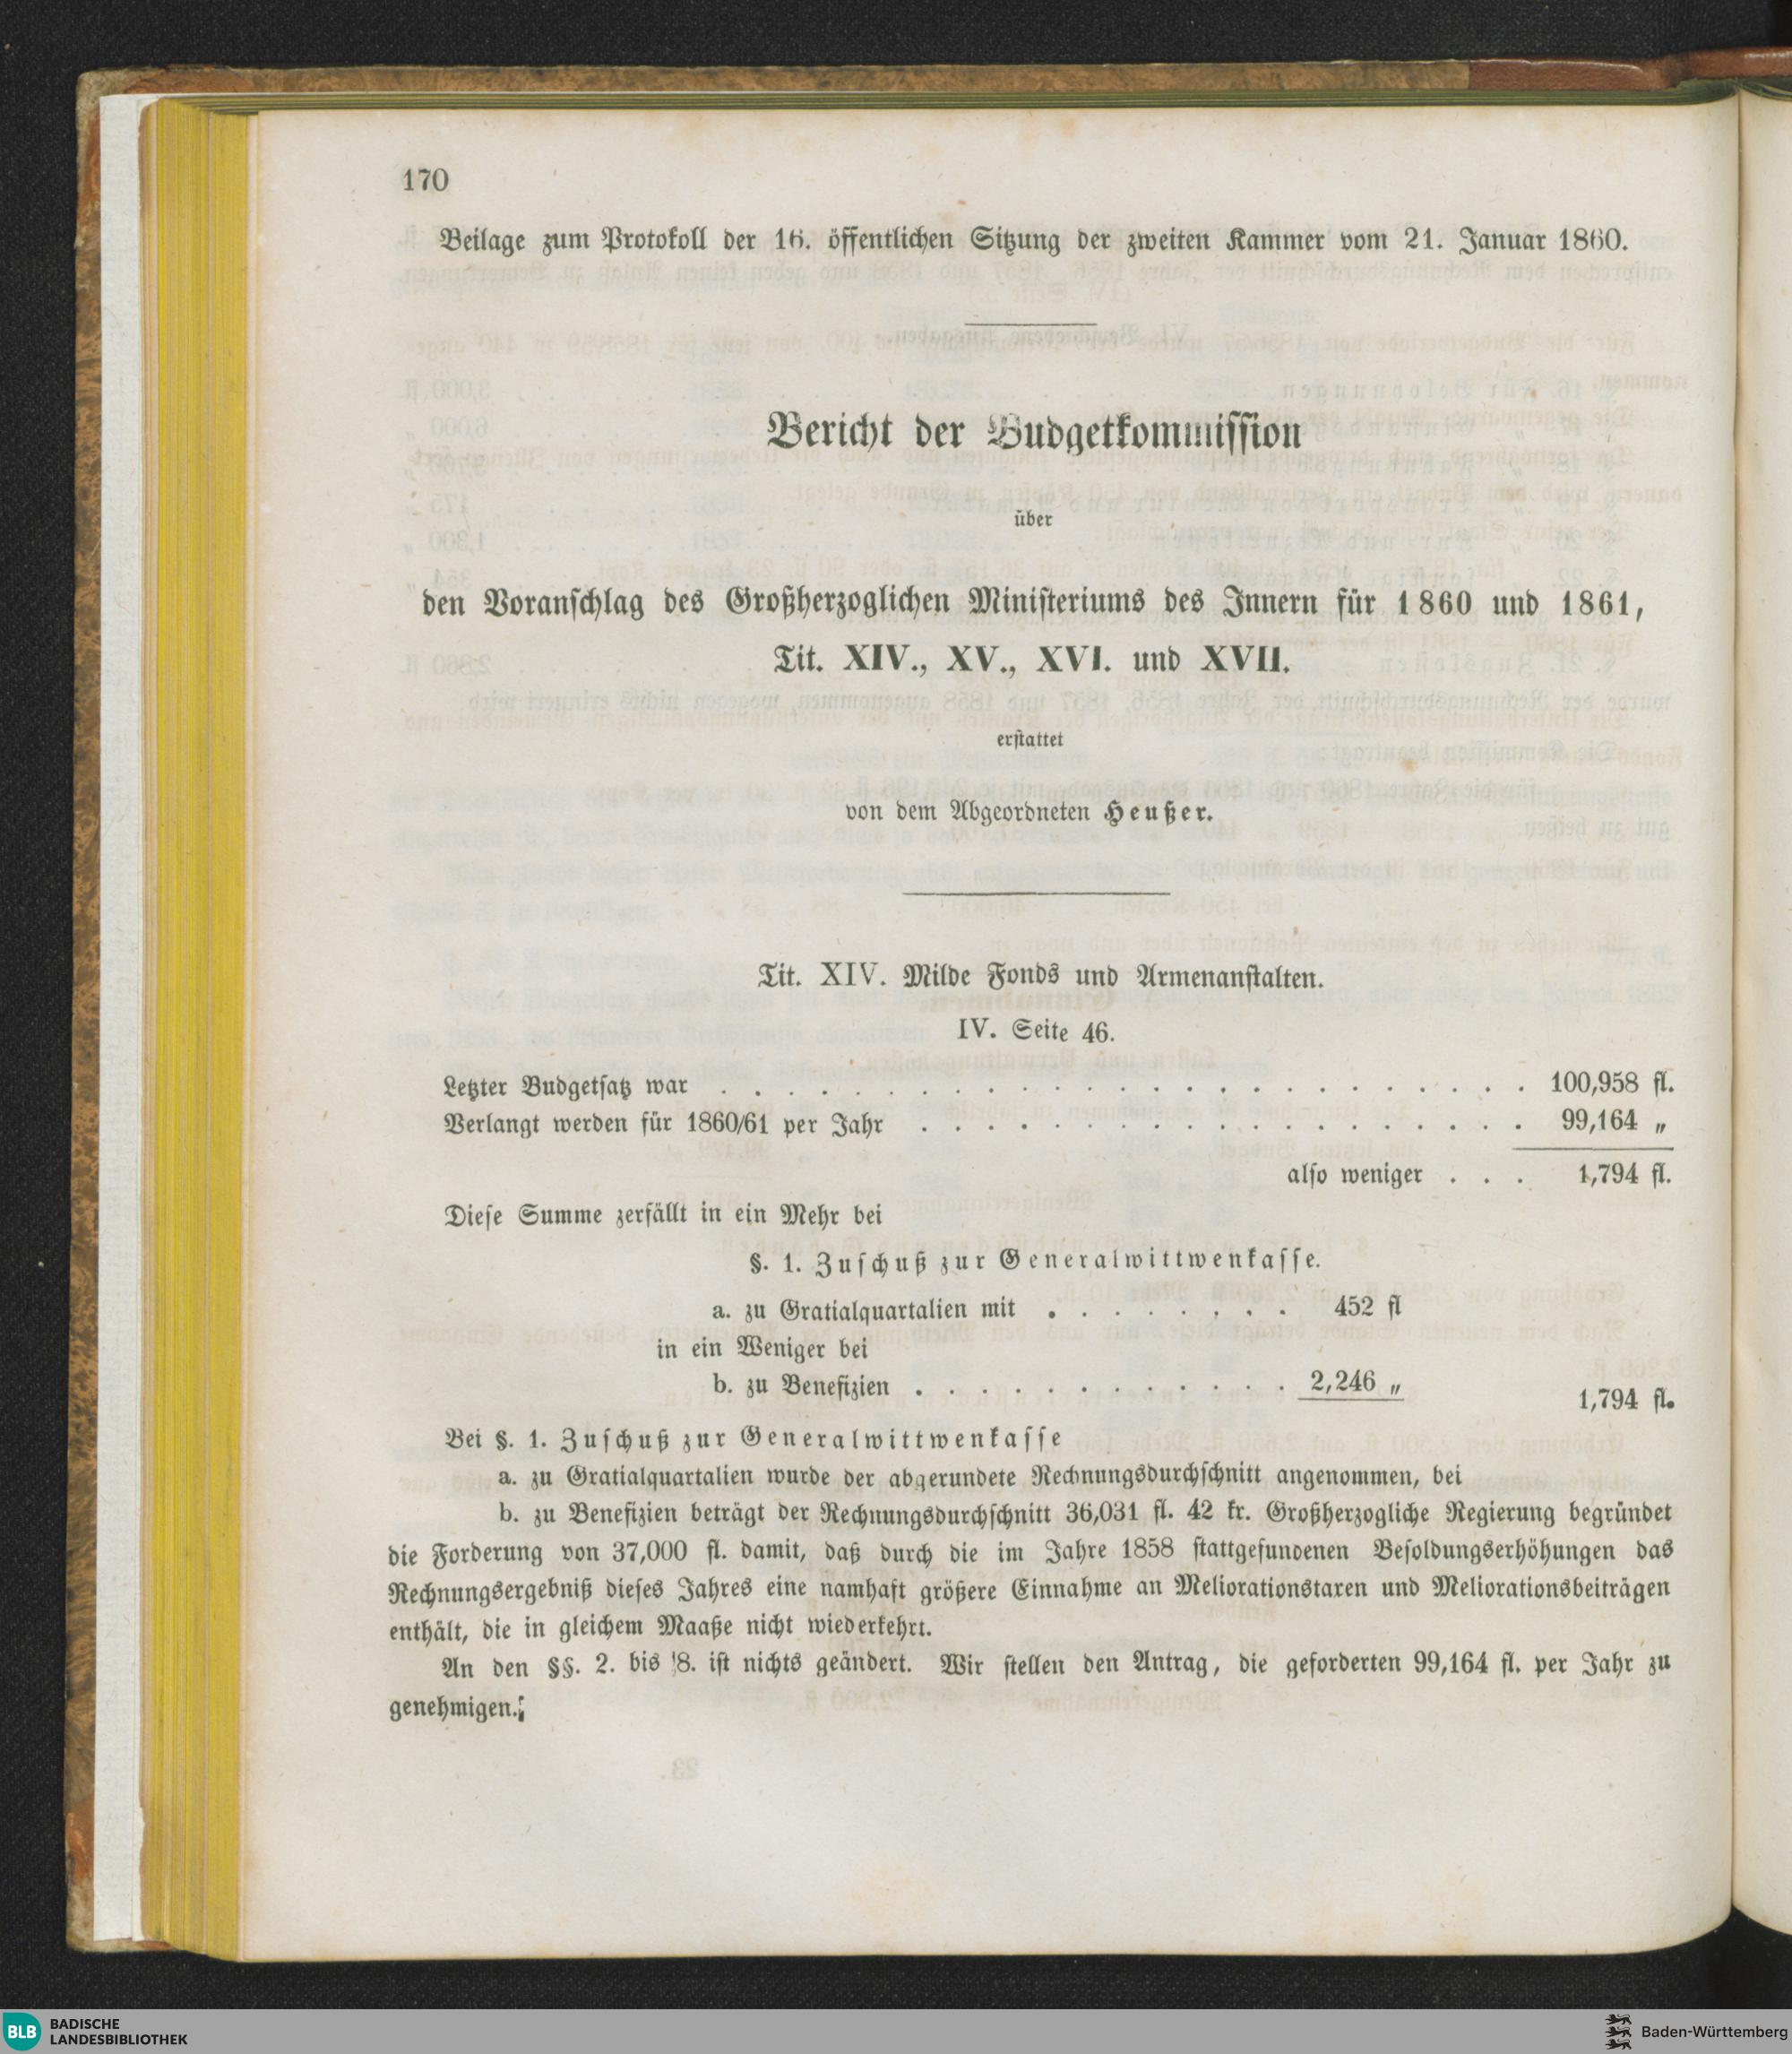 170
Beilage zum Protokoll der 16. öffentlichen Sitzung der zweiten Kammer vom 21. Januar 1860.
Bericht der Budgetkommission
über
den Voranschlag des Großherzoglichen Ministeriums des Innern für 1860 und 1861,
Tit. XIV., XV., XVI. und XVII.
erstattet
von dem Abgeordneten Heußer.
Tit. XIV. Milde Fonds und Armenanstalten.
IV. Seite 46.
Letzter Budgetsatz war . . . . . . . . . . . . . . . . . . . . . . . . . 100,958 fl.
Verlangt werden für 1860/61 per Jahr . . . . . . . . . . . . . . . . . . . 99,164 „
also weniger . . . 1,794 fl.
Diese Summe zerfällt in ein Mehr bei
§. 1. Zuschuß zur Generalwittwenkasse.
a. zu Gratialquartalien mit . . . . . . . . 452 fl
in ein Weniger bei
b. zu Benefizien . . . . . . . . . . . . 2,246 „ 1,794 fl.
Bei §. 1. Zuschuß zur Generalwittwenkasse
a. zu Gratialquartalien wurde der abgerundete Rechnungsdurchschnitt angenommen, bei
b. zu Benefizien beträgt der Rechnungsdurchschnitt 36,031 fl. 42 kr. Großherzogliche Regierung begründet
die Forderung von 37,000 fl. damit, daß durch die im Jahre 1858 stattgefundenen Besoldungserhöhungen das
Rechnungsergebniß dieses Jahres eine namhaft größere Einnahme an Meliorationstaxen und Meliorationsbeiträgen
enthält, die in gleichem Maaße nicht wiederkehrt.
An den §§. 2. bis 8. ist nichts geändert. Wir stellen den Antrag, die geforderten 99,164 fl. per Jahr zu
genehmigen.
BLB BADISCHE
LANDESBIBLIOTHEK
Baden-Württemberg